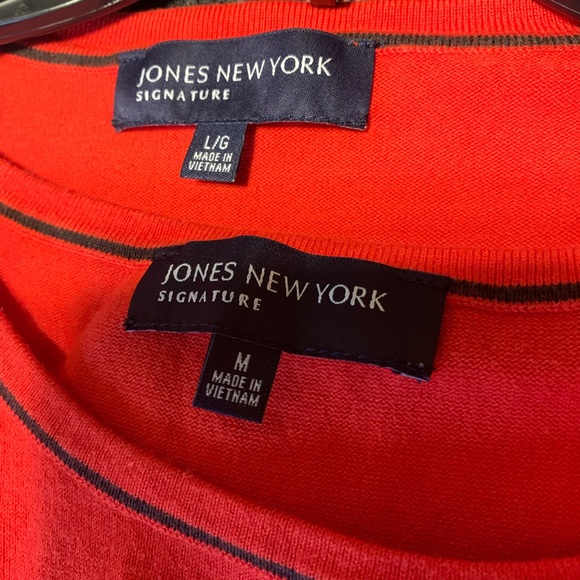 JONES NEW YORK
SIGNATURE
L/G
MADE IN
VIETNAM
JONES NEW YORK
SIGNATURE
M
MADE IN
VIETNAM